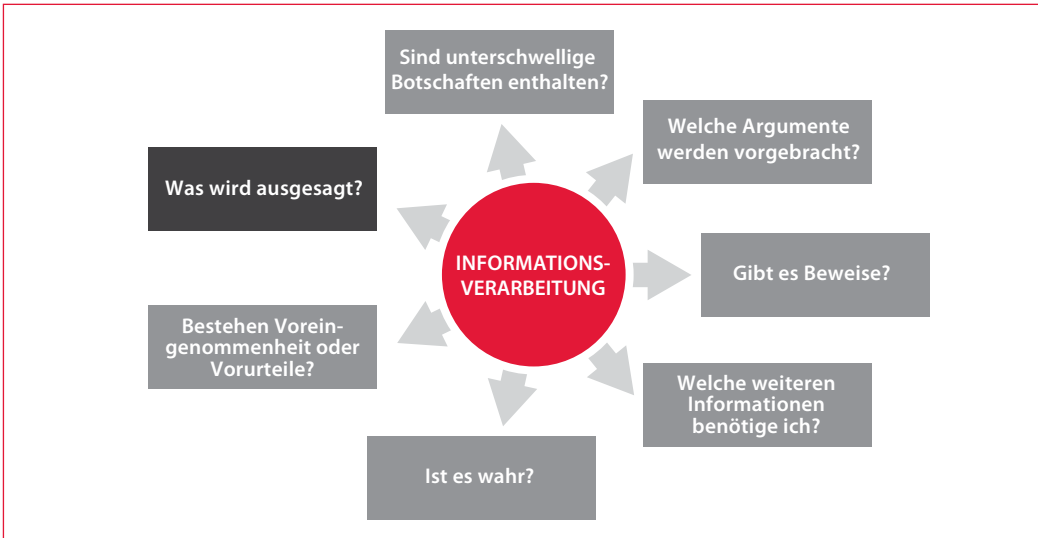 Sind unterschwellige
Botschaften enthalten?
Welche Argumente
werden vorgebracht?
Was wird ausgesagt?
INFORMATIONS-
VERARBEITUNG
Gibt es Beweise?
Bestehen Vorein-
genommenheit oder
Vorurteile?
Welche weiteren
Informationen
benötige ich?
Ist es wahr?